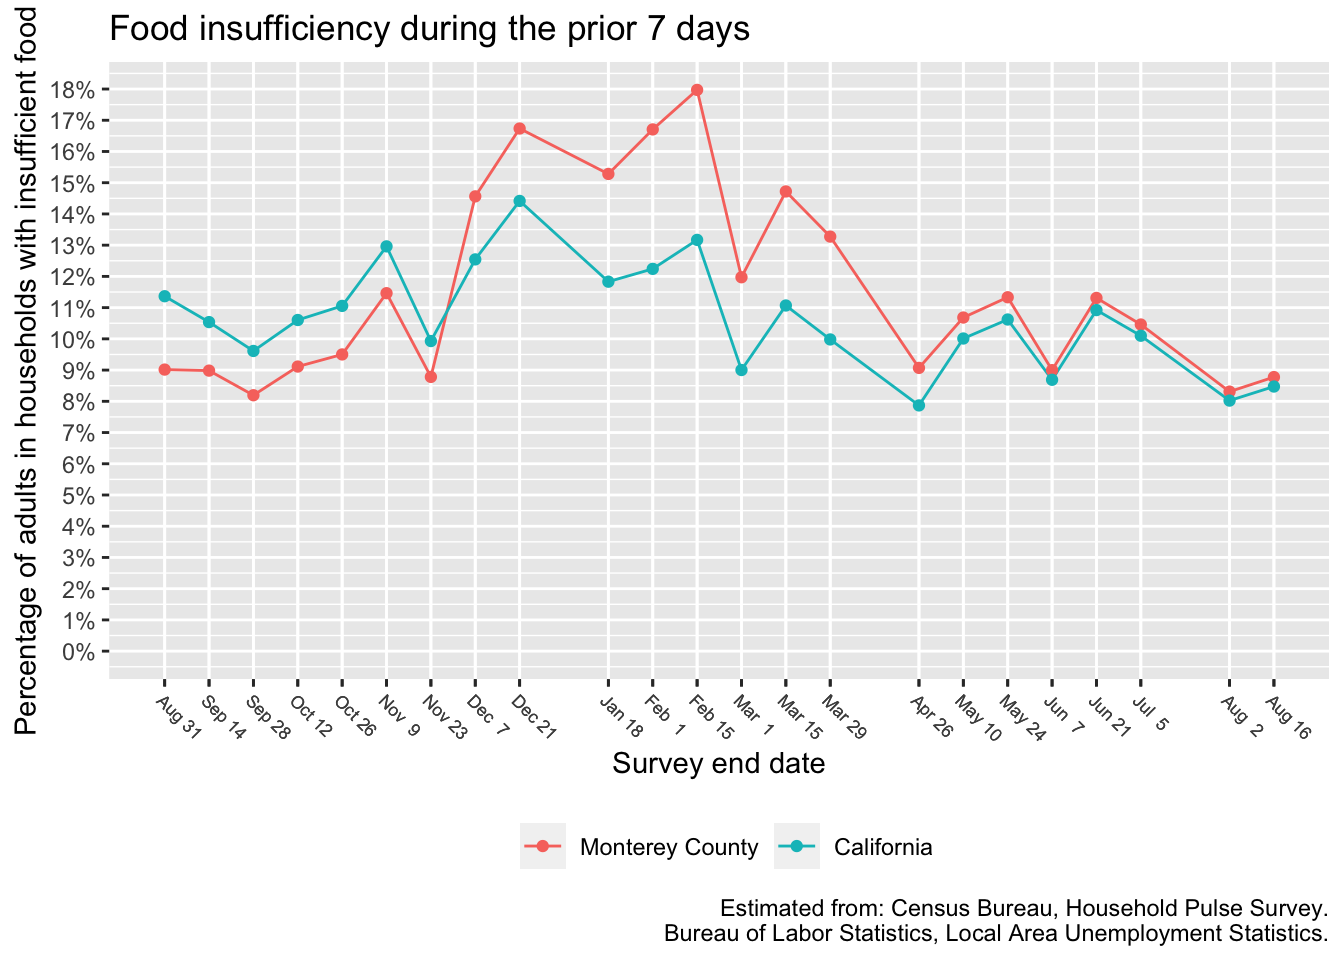 Food insufficiency during the prior 7 days
Percentage of adults in households with insufficient food
18%
17%
16%
15%
14%
13%
12%
11%
10%
9%
8%
7%
6%
5%
4%
3%
2%
1%
0%
Aug 31
Sep 14
Sep 28
Oct 12
Oct 26
Nov 9
Nov 23
Dec 7
Dec 21
Jan 18
Feb 1
Feb 15
Mar 1
Mar 15
Mar 29
Apr 26
May 10
May 24
Jun 7
Jun 21
Jul 5
Aug 2
Aug 16
Survey end date
Monterey County
California
Estimated from: Census Bureau, Household Pulse Survey.
Bureau of Labor Statistics, Local Area Unemployment Statistics.